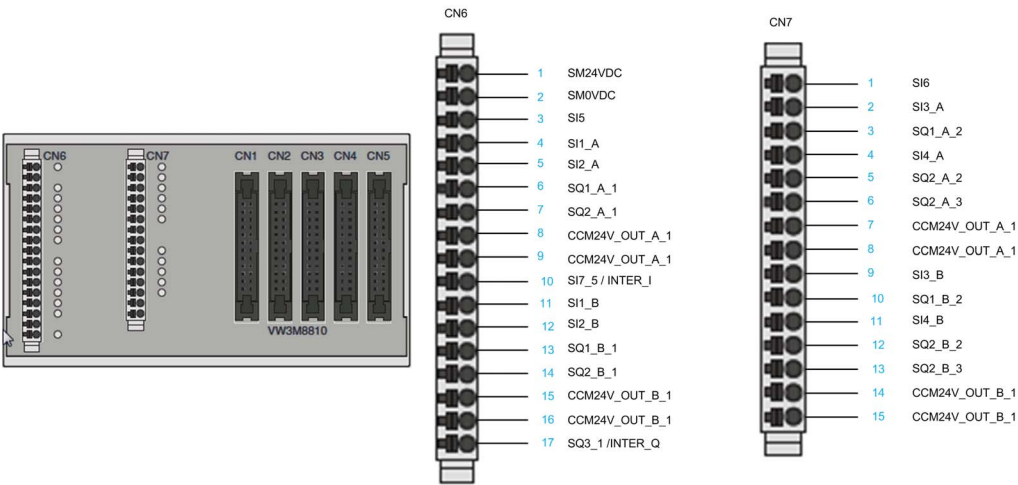 CN6
CN7
CN1 CN2 CN3 CN4 CN5
VW3M8810
CN6
1 SM24VDC
2 SM0VDC
3 SI5
4 SI1_A
5 SI2_A
6 SQ1_A_1
7 SQ2_A_1
8 CCM24V_OUT_A_1
9 CCM24V_OUT_A_1
10 SI7_5 / INTER_I
11 SI1_B
12 SI2_B
13 SQ1_B_1
14 SQ2_B_1
15 CCM24V_OUT_B_1
16 CCM24V_OUT_B_1
17 SQ3_1 /INTER_Q
CN7
1 SI6
2 SI3_A
3 SQ1_A_2
4 SI4_A
5 SQ2_A_2
6 SQ2_A_3
7 CCM24V_OUT_A_1
8 CCM24V_OUT_A_1
9 SI3_B
10 SQ1_B_2
11 SI4_B
12 SQ2_B_2
13 SQ2_B_3
14 CCM24V_OUT_B_1
15 CCM24V_OUT_B_1